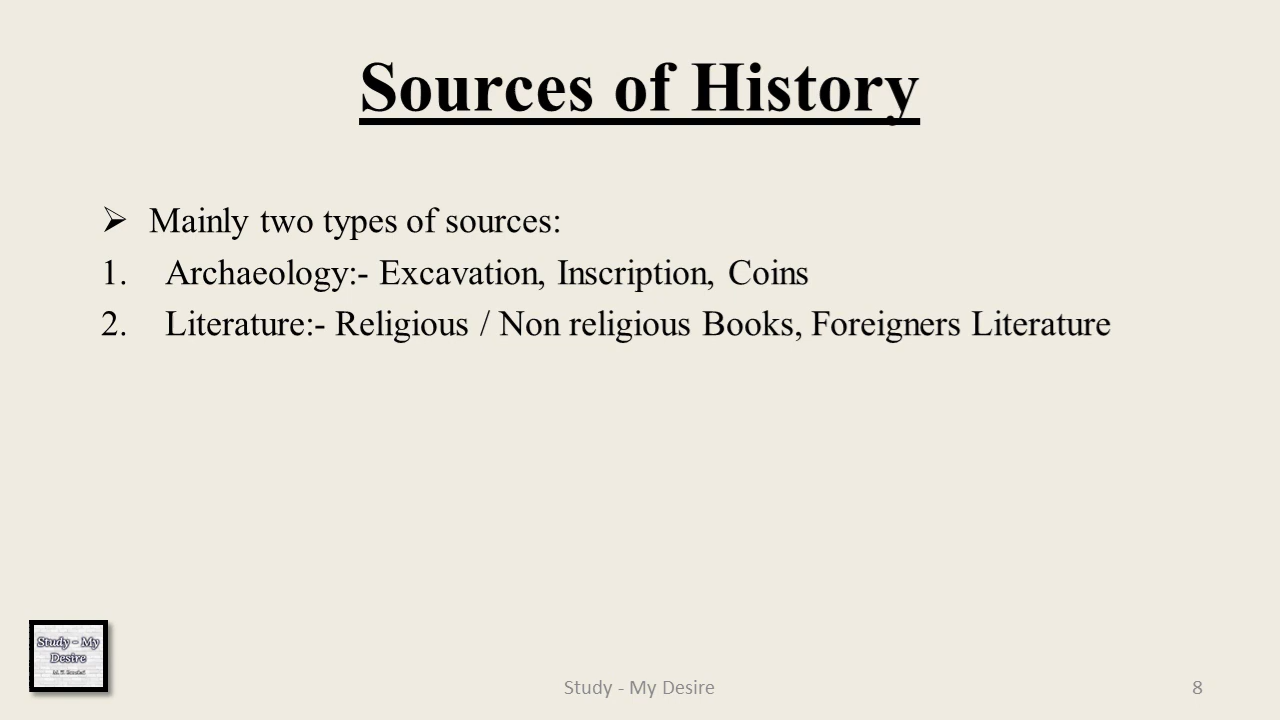 Sources of History
➢ Mainly two types of sources:
1. Archaeology:- Excavation, Inscription, Coins
2. Literature:- Religious / Non religious Books, Foreigners Literature
Study - My
Desire
Study - My Desire
8